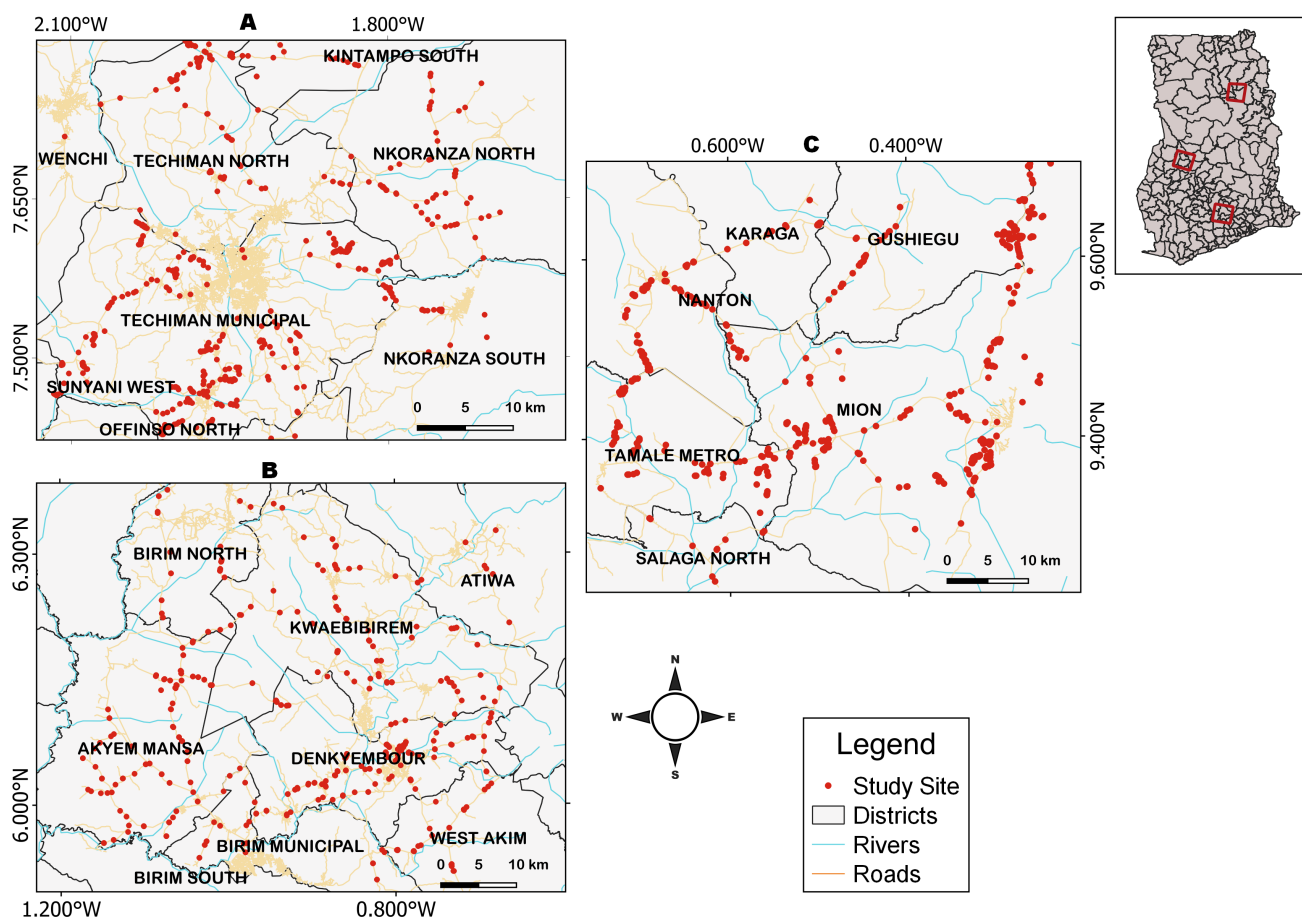 A
2.100°W 1.800°W
KINTAMPO SOUTH
WENCHI
TECHIMAN NORTH
NKORANZA NORTH
7.650°N
TECHIMAN MUNICIPAL
7.500°N
NKORANZA SOUTH
SUNYANI WEST
0 5 10 km
OFFINSO NORTH
B
6.300°N
BIRIM NORTH
ATIWA
KWAEBIBIREM
AKYEM MANSA
DENKYEMBOUR
6.000°N
WEST AKIM
BIRIM MUNICIPAL
0 5 10 km
BIRIM SOUTH
1.200°W 0.800°W
C
0.600°W 0.400°W
KARAGA
GUSHIEGU
9.600°N
NANTON
MION
9.400°N
TAMALE METRO
SALAGA NORTH
0 5 10 km
N
W E
S
Legend
Study Site
Districts
Rivers
Roads